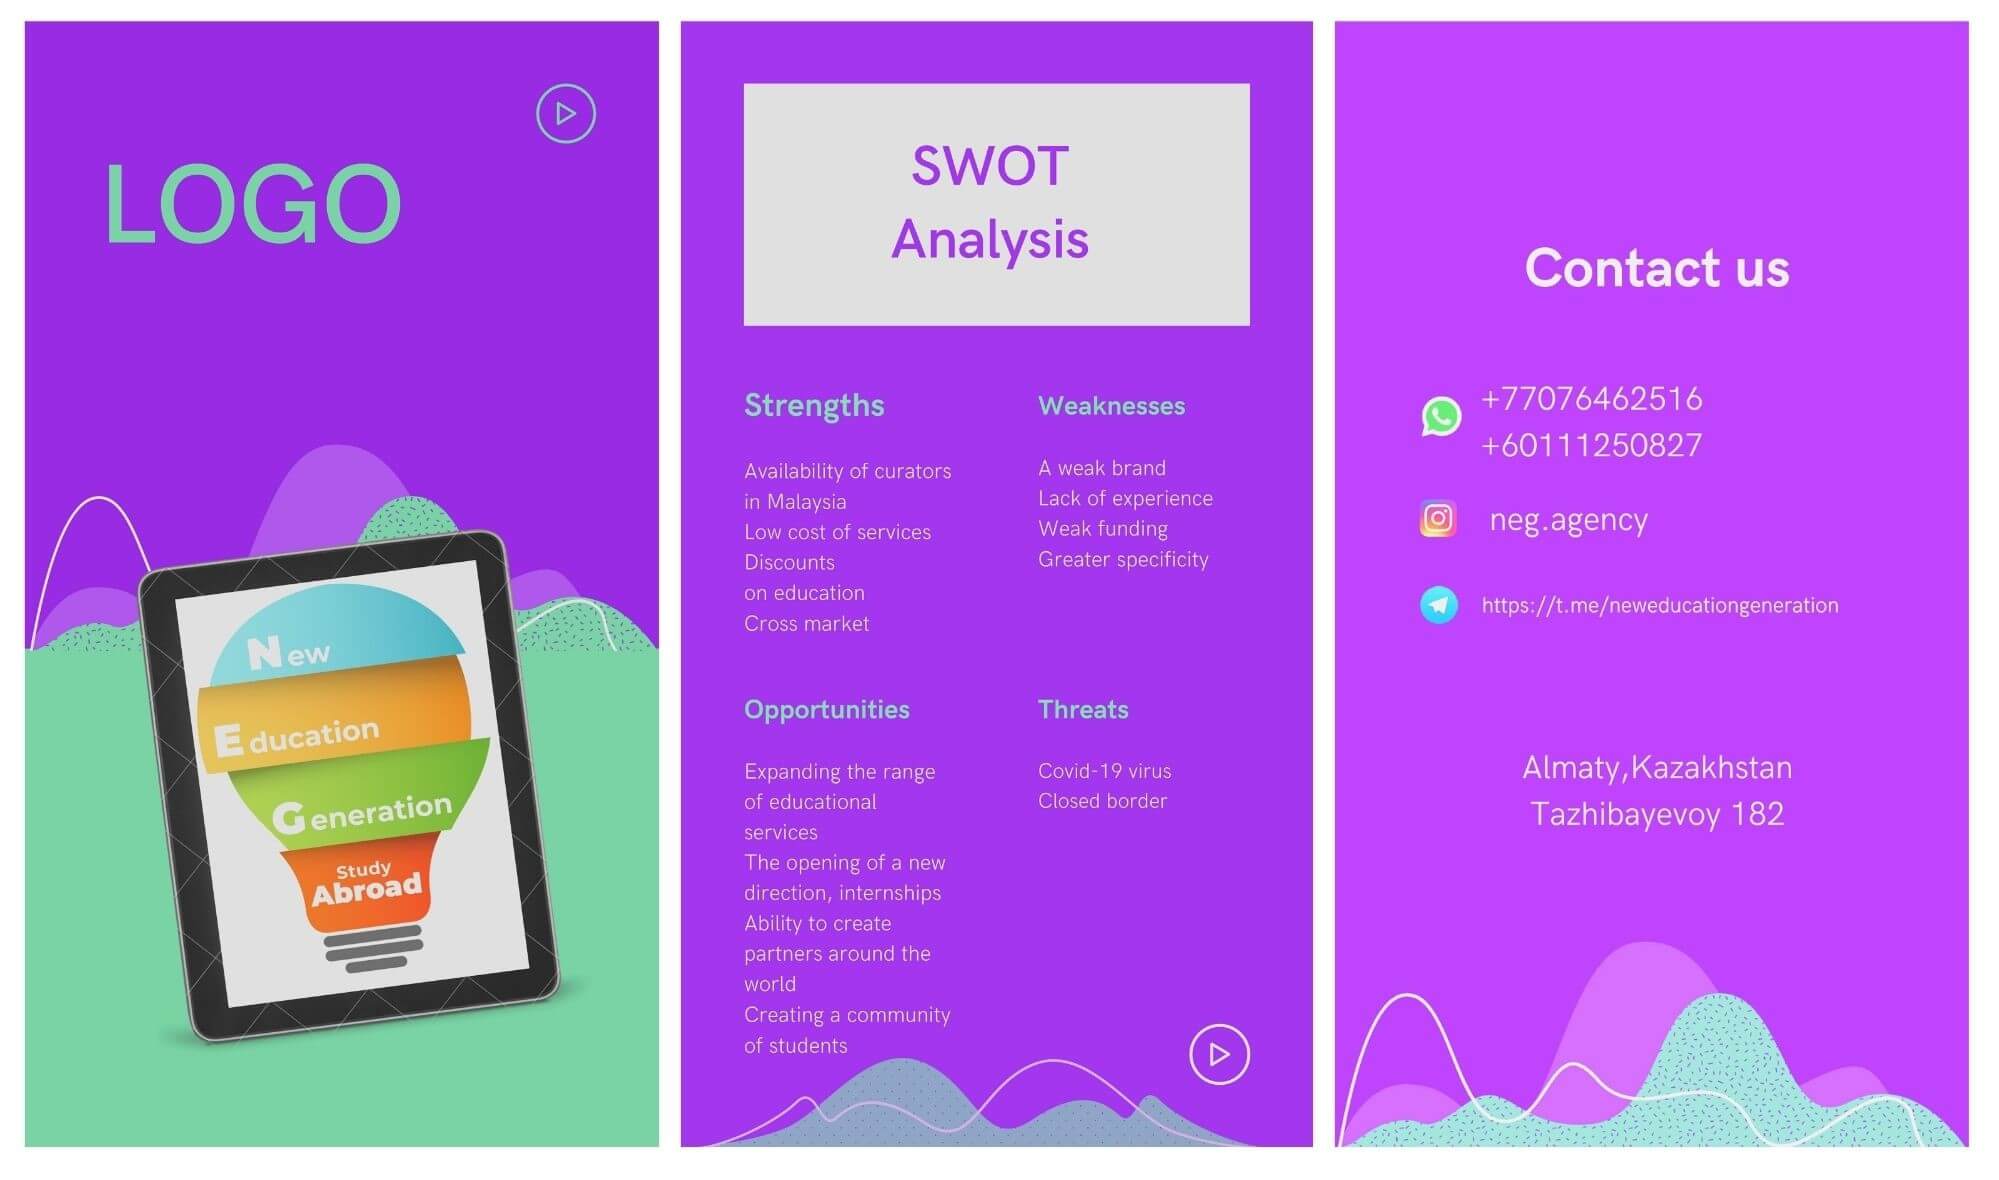 LOGO
New
Education
Generation
Study
Abroad
SWOT
Analysis
Strengths
Availability of curators
in Malaysia
Low cost of services
Discounts
on education
Cross market
Weaknesses
A weak brand
Lack of experience
Weak funding
Greater specificity
Opportunities
Expanding the range
of educational
services
The opening of a new
direction, internships
Ability to create
partners around the
world
Creating a community
of students
Threats
Covid-19 virus
Closed border
Contact us
+77076462516
+60111250827
neg.agency
https://t.me/neweducationgeneration
Almaty,Kazakhstan
Tazhibayevoy 182